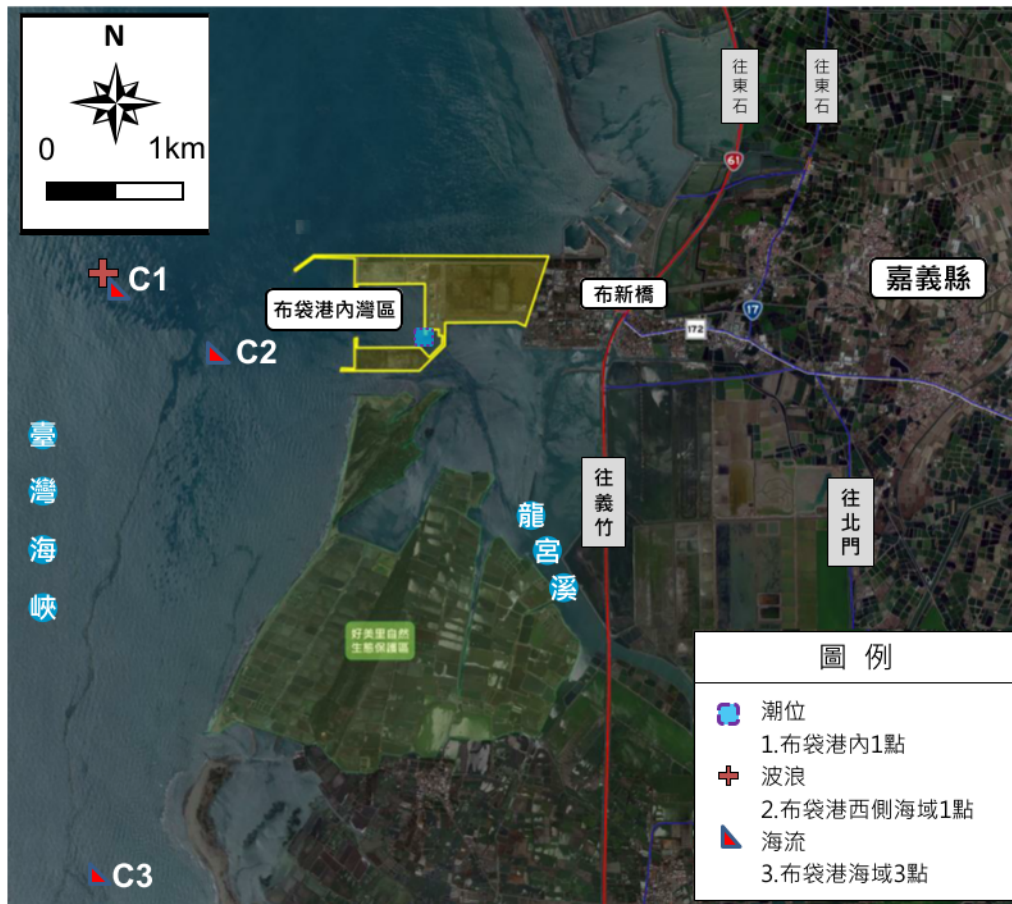 N
0 1km
往東石
往東石
61
C1
布袋港內灣區
布新橋
嘉義縣
17
172
C2
臺灣海峽
往義竹
往北門
龍宮溪
好美里自然
生態保護區
C3
圖例
潮位
1.布袋港內1點
波浪
2.布袋港西側海域1點
海流
3.布袋港海域3點